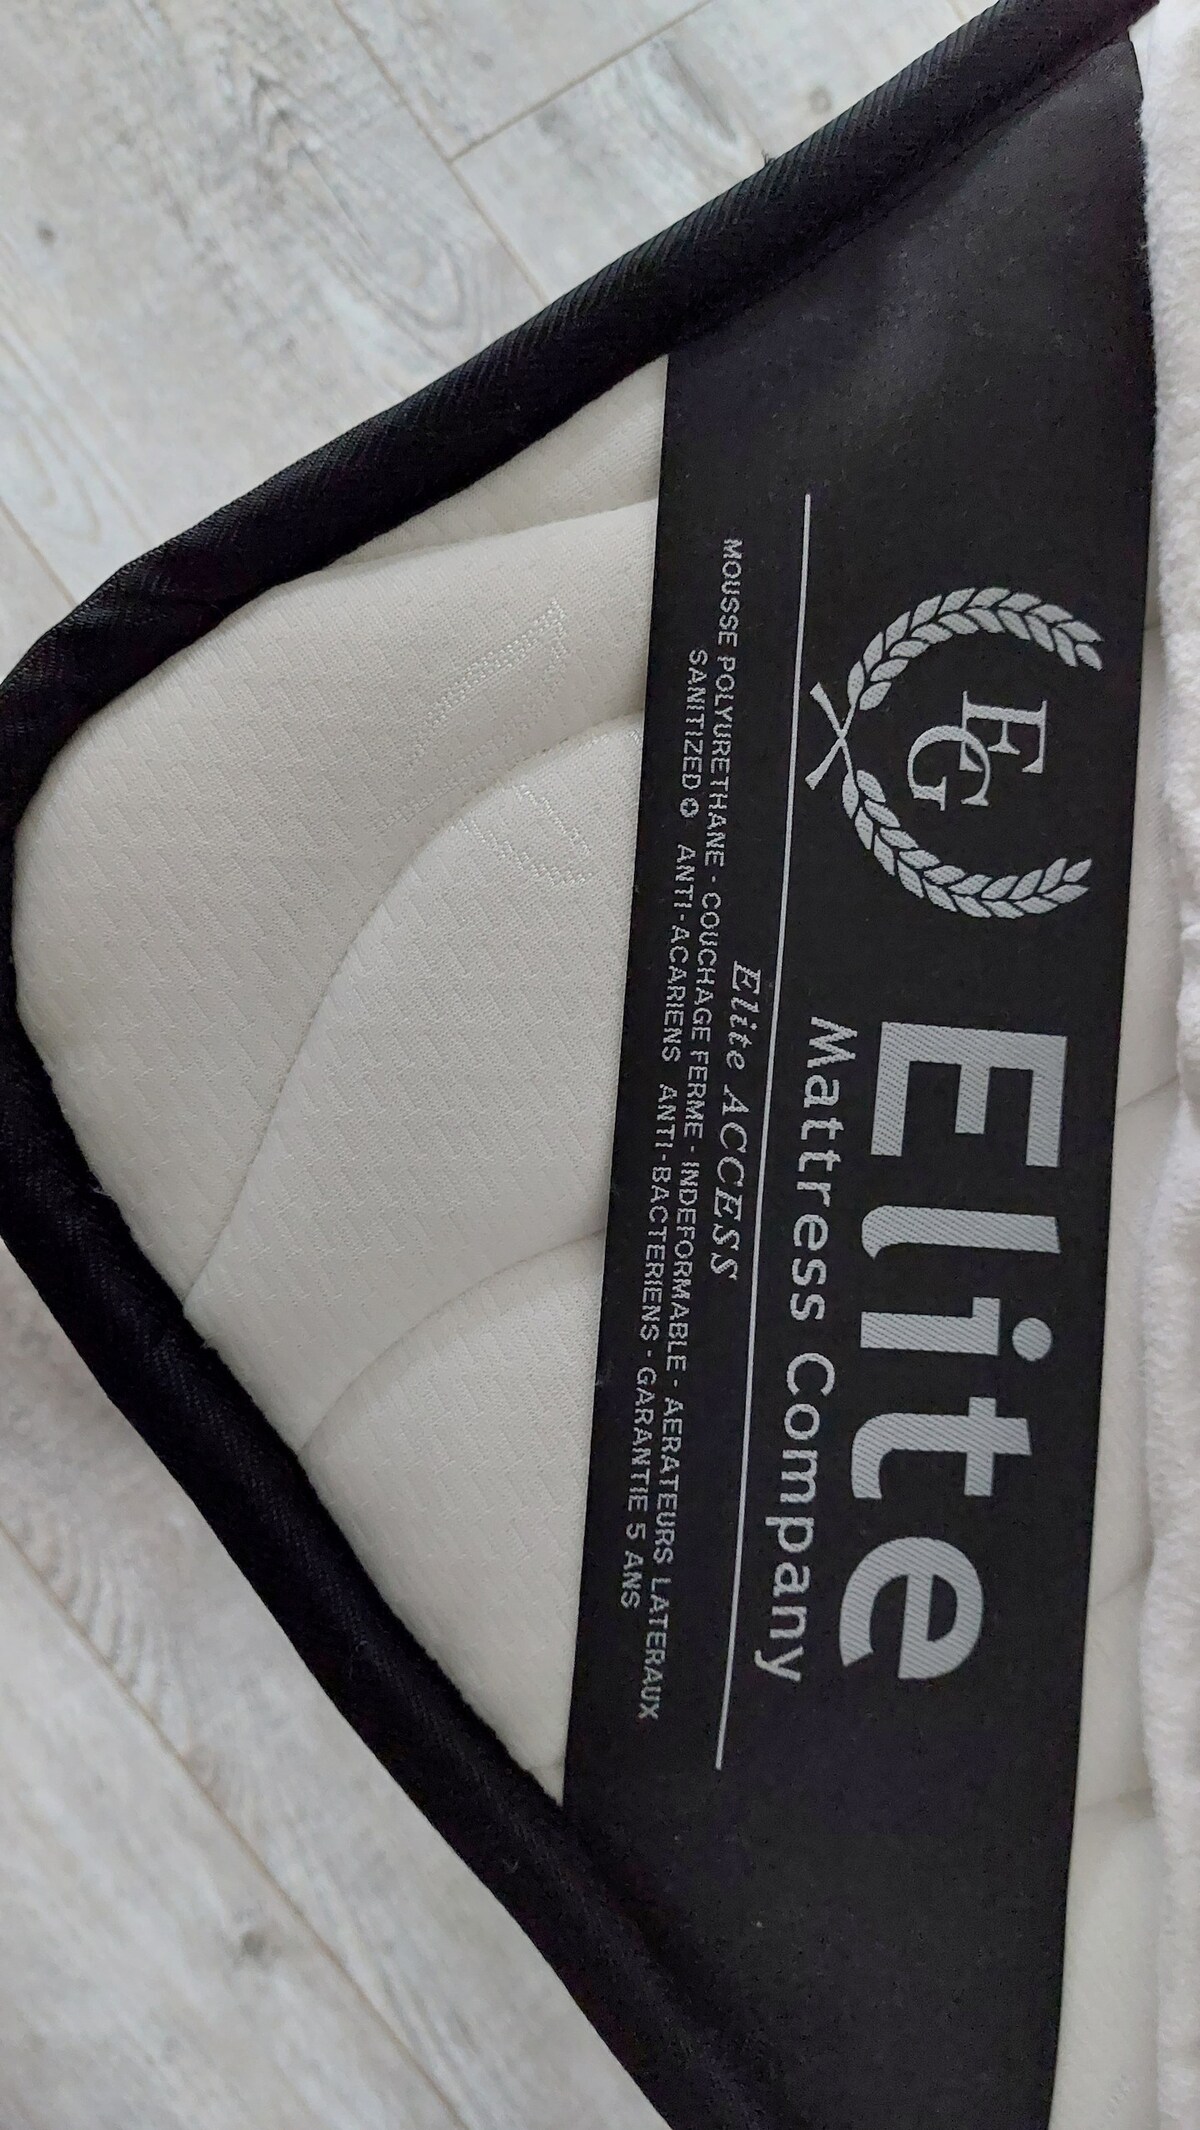 EG
Elite
Mattress Company
Elite ACCESS
MOUSSE POLYURETHANE - COUCHAGE FERME - INDEFORMABLE - AERATEURS LATERAUX
SANITIZED ANTI-ACARIENS ANTI-BACTERIENS - GARANTIE 5 ANS